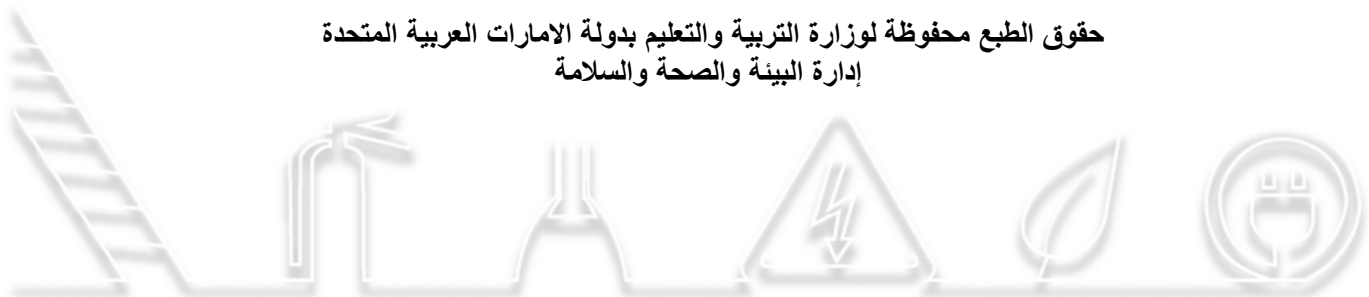 حقوق الطبع محفوظة لوزارة التربية والتعليم بدولة الامارات العربية المتحدة
إدارة البيئة والصحة والسلامة